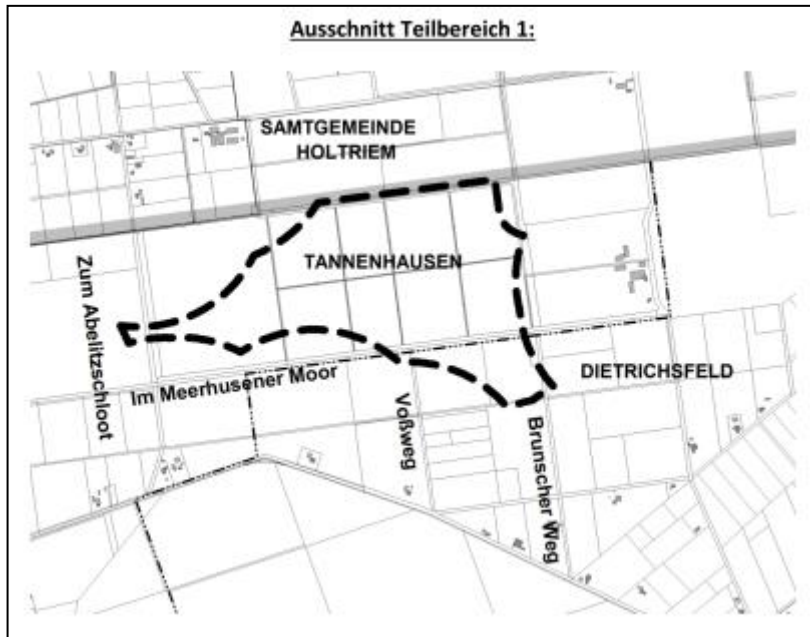 Ausschnitt Teilbereich 1:
SAMTGEMEINDE
HOLTRIEM
TANNENHAUSEN
Zum Abelitzschloot
Im Meerhusener Moor
DIETRICHSFELD
Voßweg
Brunscher Weg